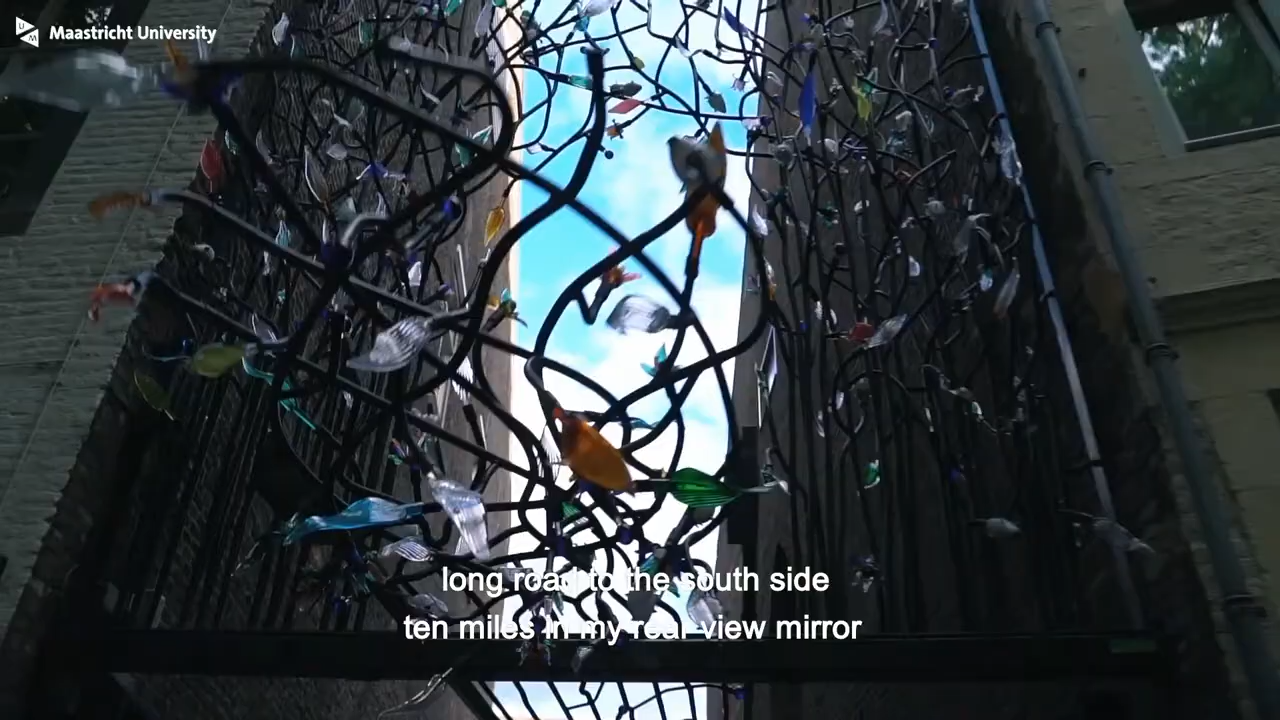 Maastricht University
long road to the south side
ten miles in my rear view mirror